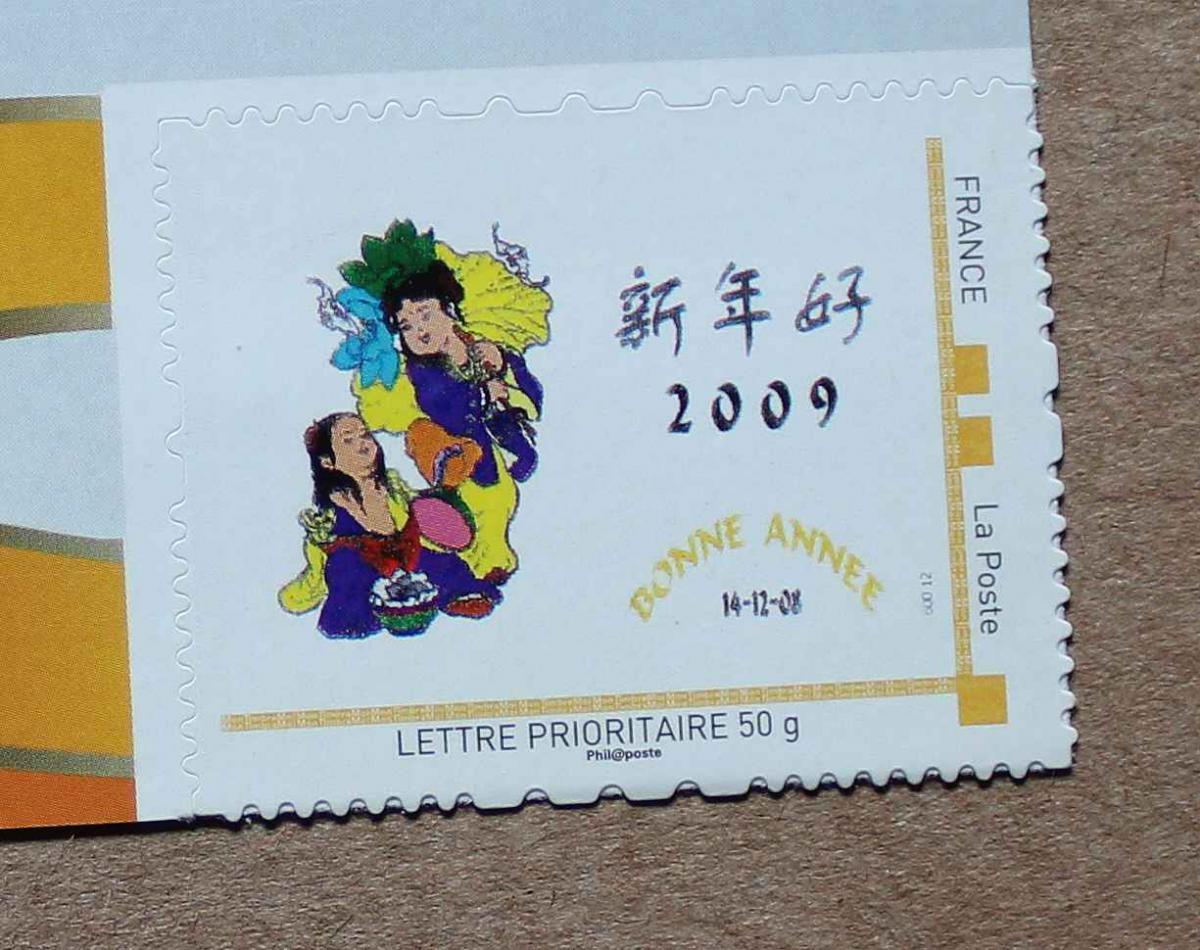 新年好
2009
BONNE ANNEE
14-12-08
LETTRE PRIORITAIRE 50 g
Phil@poste
FRANCE
La Poste